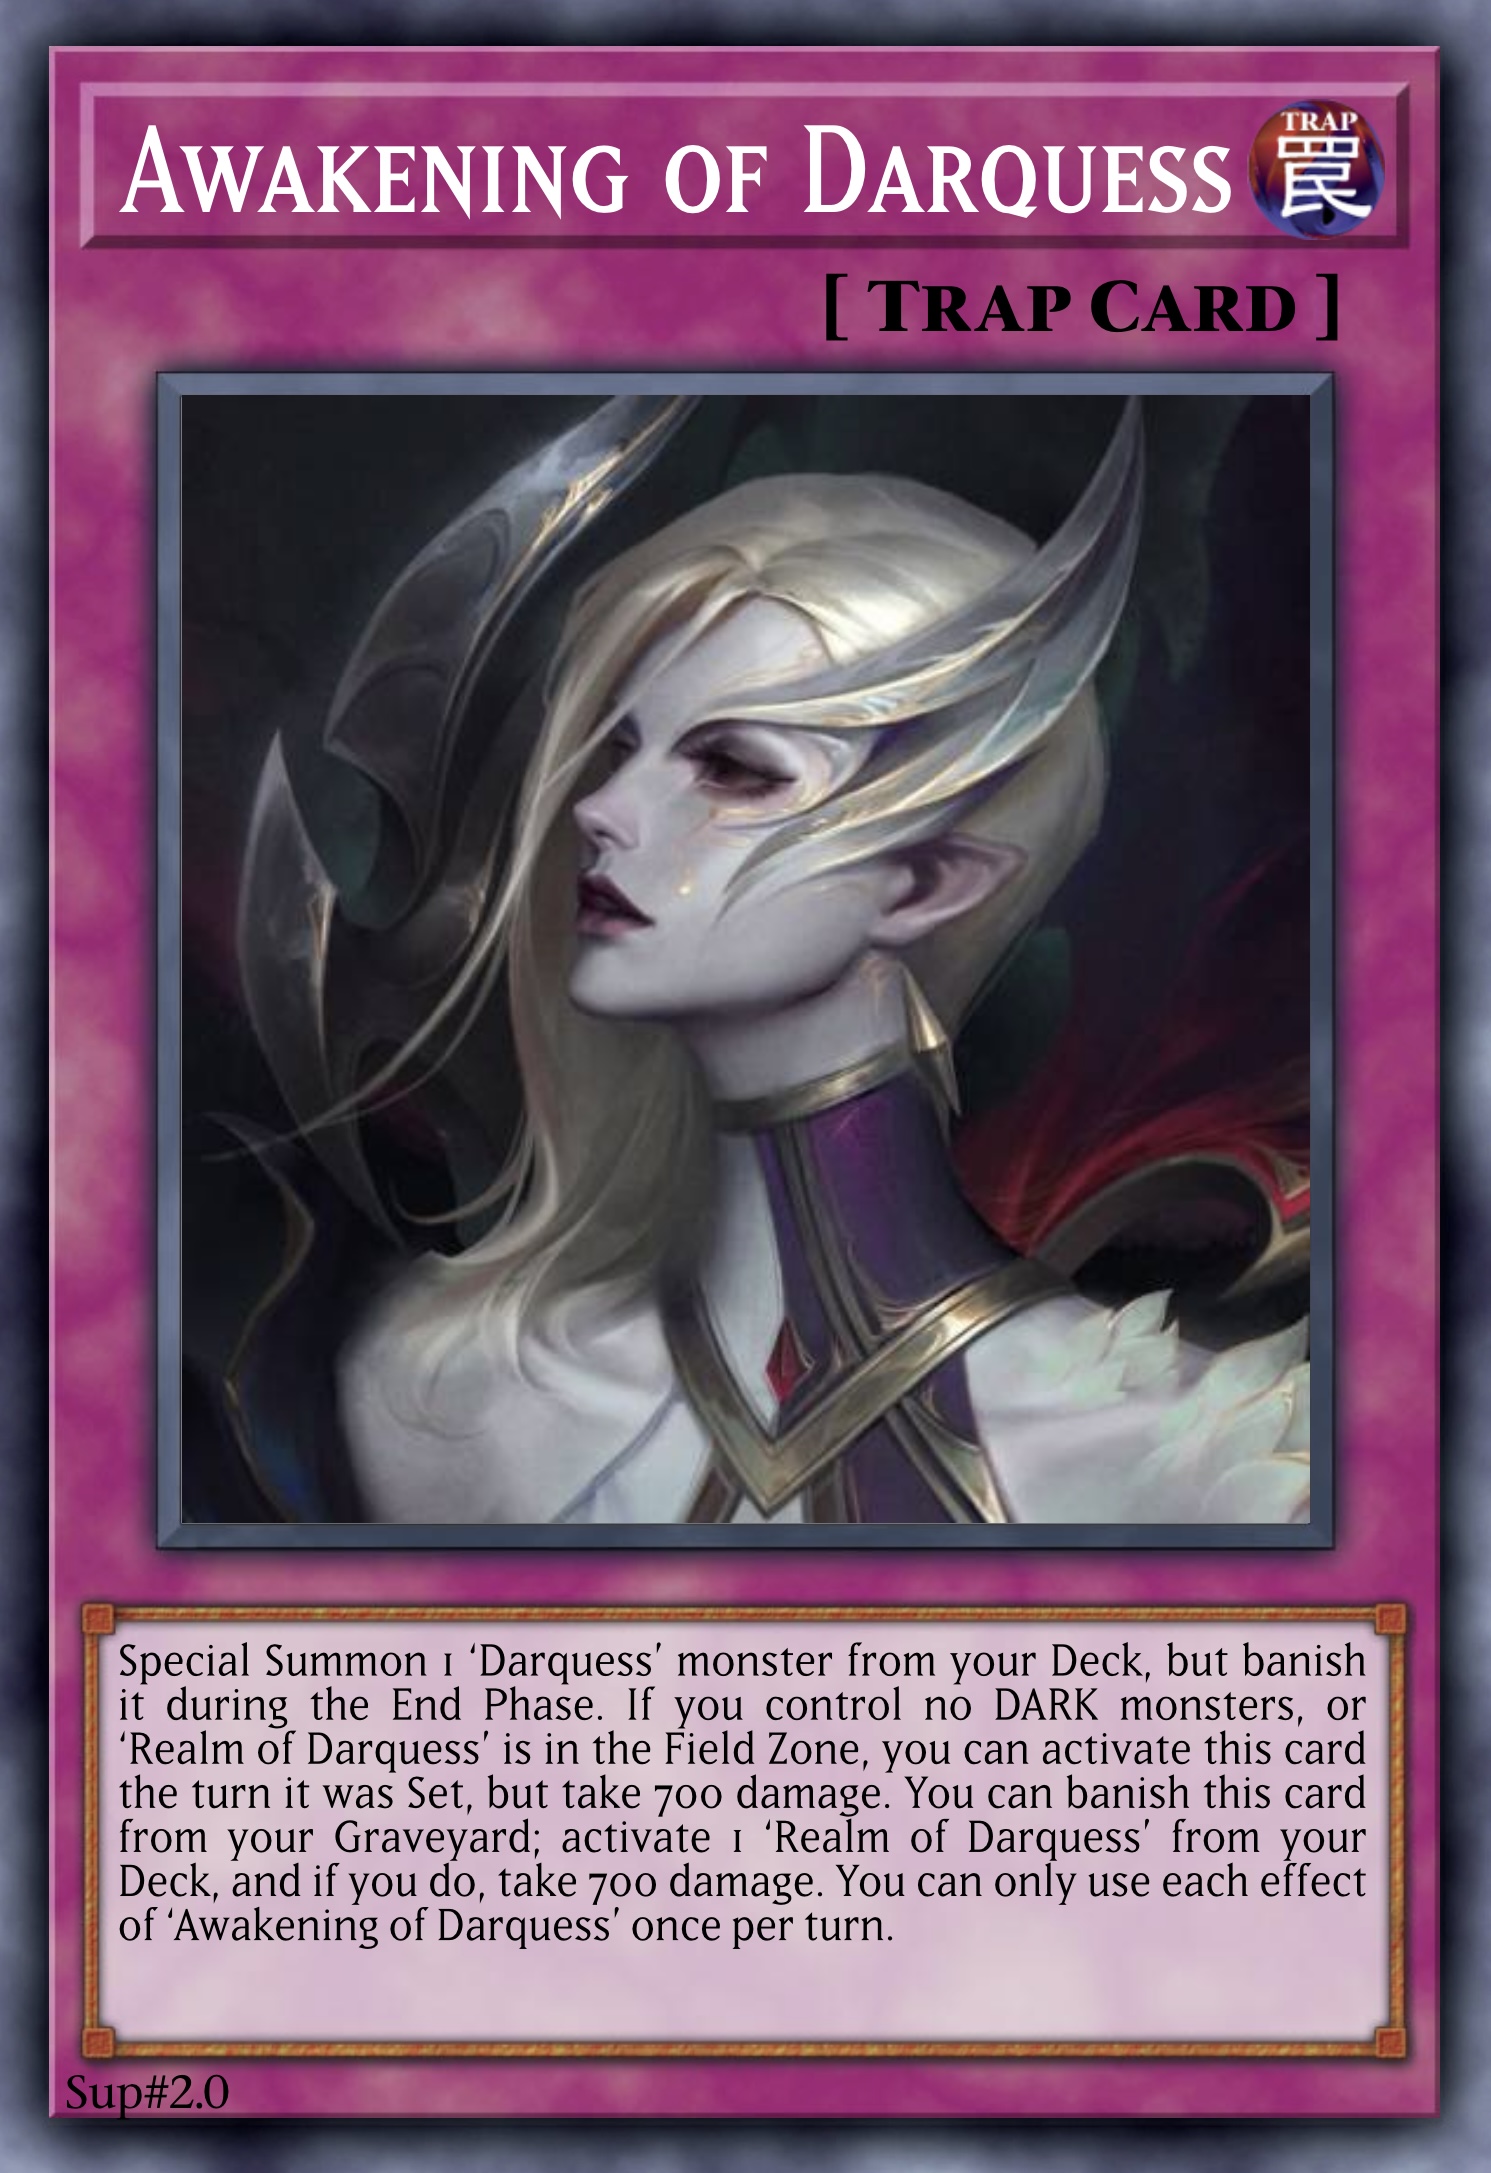 Awakening of Darquess
TRAP
罠
[ Trap Card ]
Special Summon 1 ‘Darquess’ monster from your Deck, but banish
it during the End Phase. If you control no DARK monsters, or
‘Realm of Darquess’ is in the Field Zone, you can activate this card
the turn it was Set, but take 700 damage. You can banish this card
from your Graveyard; activate 1 ‘Realm of Darquess’ from your
Deck, and if you do, take 700 damage. You can only use each effect
of ‘Awakening of Darquess’ once per turn.
Sup#2.0